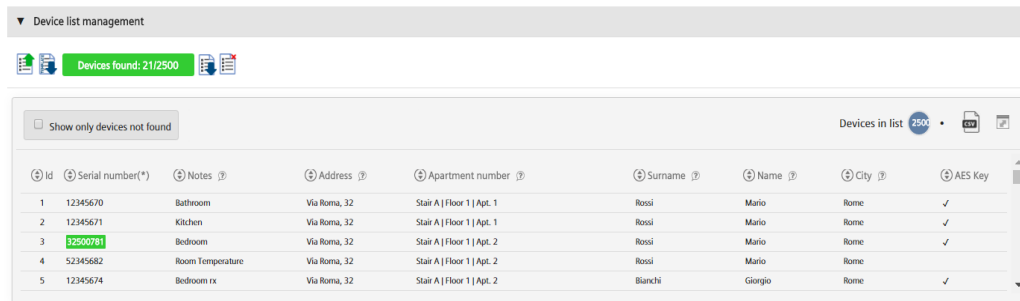 ▼ Device list management
Devices found: 21/2500
Show only devices not found
Devices in list 2500 • CSV
Id Serial number(*) Notes ? Address ? Apartment number ? Surname ? Name ? City ? AES Key
1 12345670 Bathroom Via Roma, 32 Stair A | Floor 1 | Apt. 1 Rossi Mario Rome ✓
2 12345671 Kitchen Via Roma, 32 Stair A | Floor 1 | Apt. 1 Rossi Mario Rome ✓
3 32500781 Bedroom Via Roma, 32 Stair A | Floor 1 | Apt. 2 Rossi Mario Rome ✓
4 52345682 Room Temperature Via Roma, 32 Stair A | Floor 1 | Apt. 2 Rossi Mario Rome
5 12345674 Bedroom rx Via Roma, 32 Stair A | Floor 1 | Apt. 2 Bianchi Giorgio Rome ✓